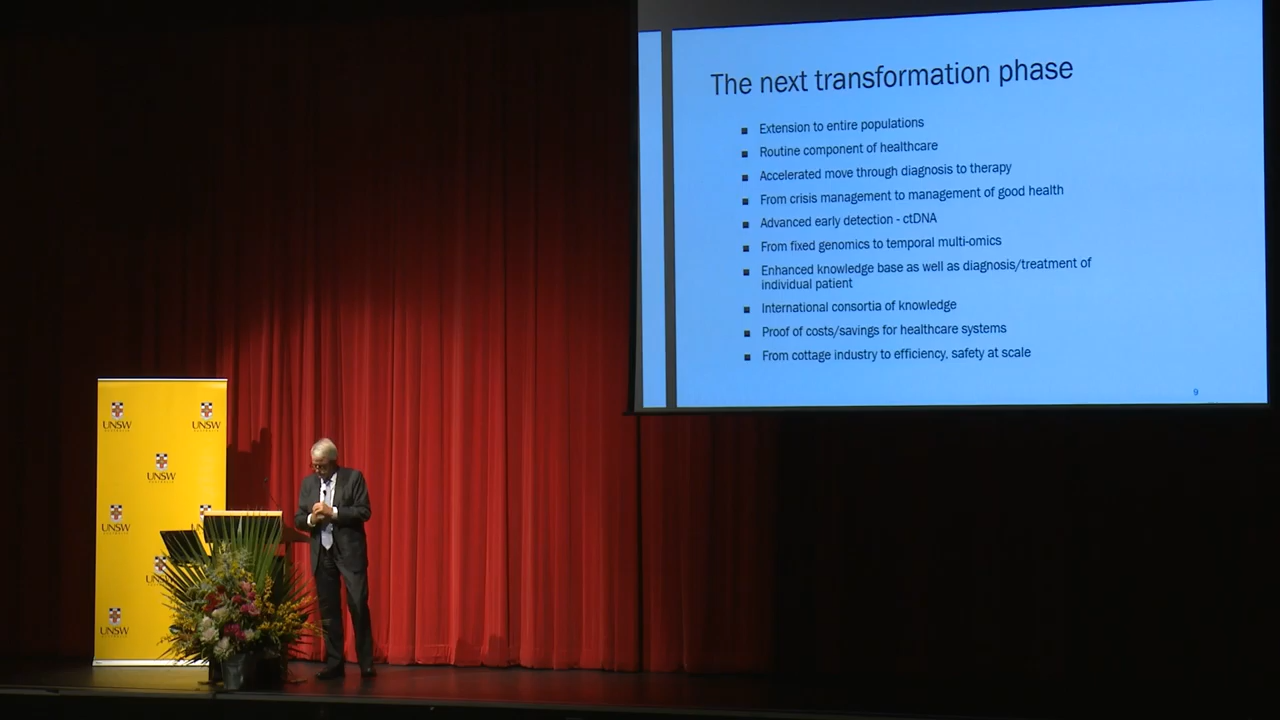 The next transformation phase
Extension to entire populations
Routine component of healthcare
Accelerated move through diagnosis to therapy
From crisis management to management of good health
Advanced early detection - ctDNA
From fixed genomics to temporal multi-omics
Enhanced knowledge base as well as diagnosis/treatment of
individual patient
International consortia of knowledge
Proof of costs/savings for healthcare systems
From cottage industry to efficiency, safety at scale
9
UNSW
UNSW
UNSW
UNSW
UNSW